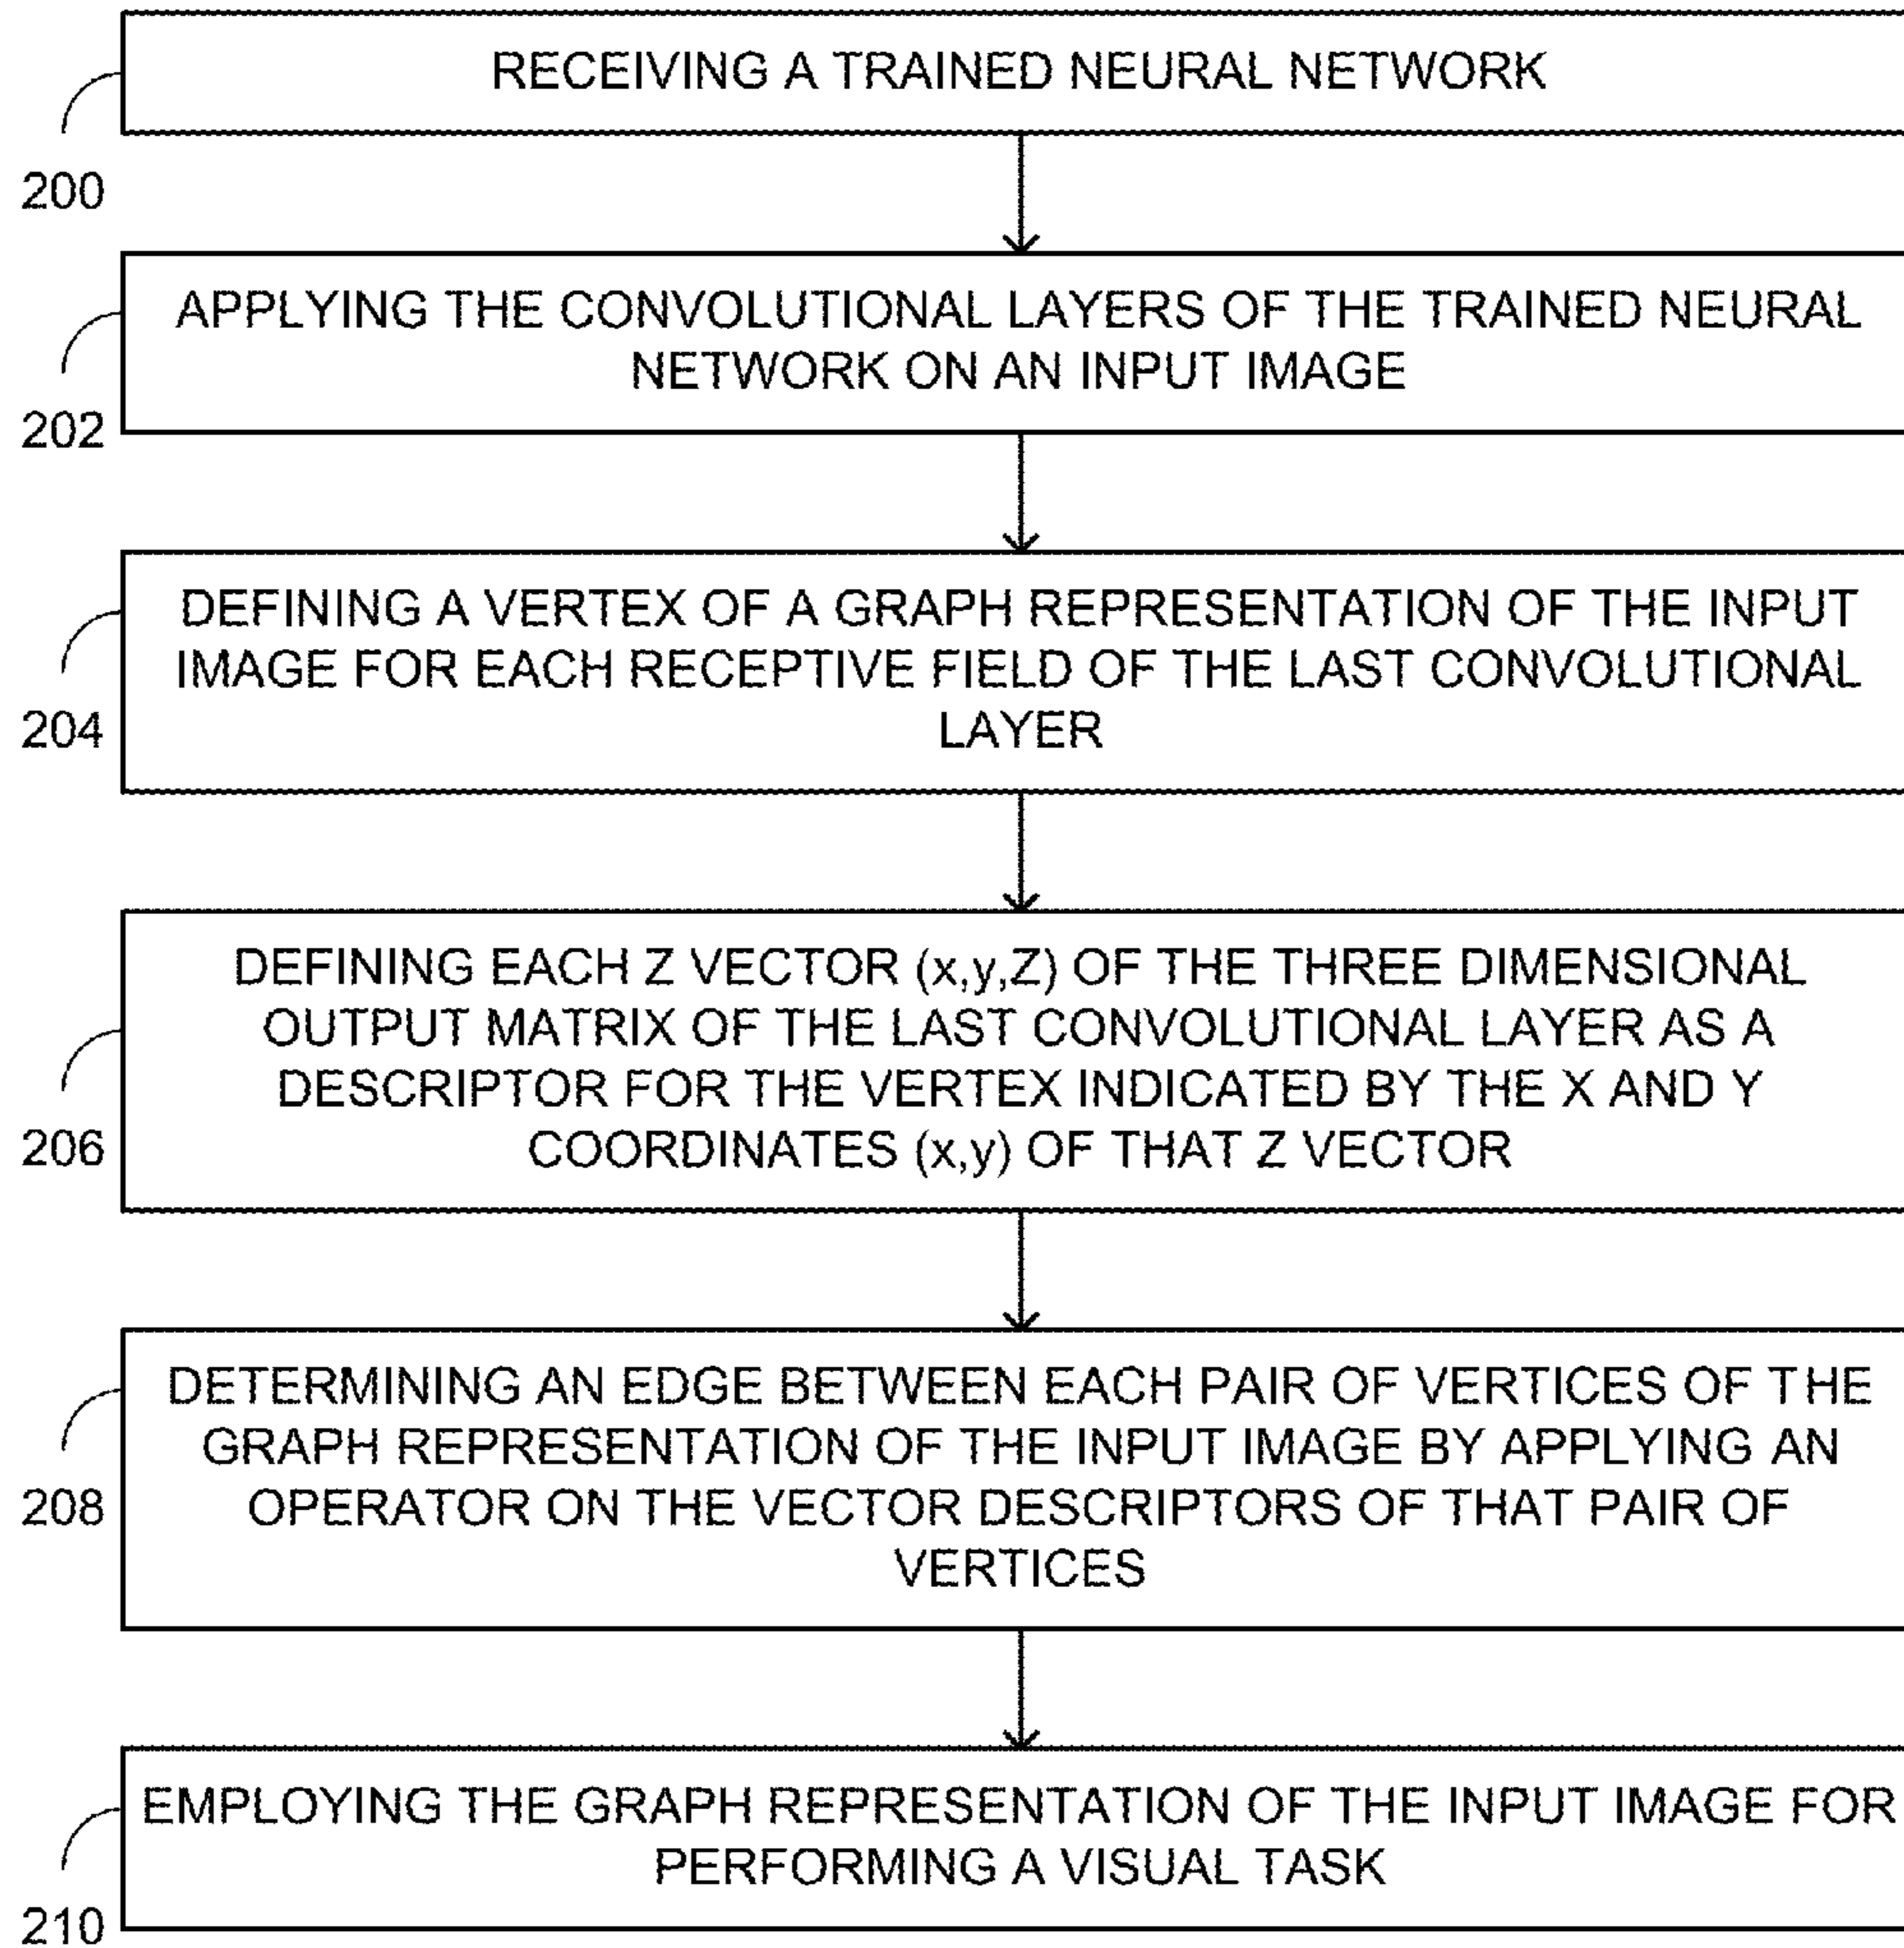 RECEIVING A TRAINED NEURAL NETWORK
200
APPLYING THE CONVOLUTIONAL LAYERS OF THE TRAINED NEURAL
NETWORK ON AN INPUT IMAGE
202
DEFINING A VERTEX OF A GRAPH REPRESENTATION OF THE INPUT
IMAGE FOR EACH RECEPTIVE FIELD OF THE LAST CONVOLUTIONAL
LAYER
204
DEFINING EACH Z VECTOR (x,y,Z) OF THE THREE DIMENSIONAL
OUTPUT MATRIX OF THE LAST CONVOLUTIONAL LAYER AS A
DESCRIPTOR FOR THE VERTEX INDICATED BY THE X AND Y
COORDINATES (x,y) OF THAT Z VECTOR
206
DETERMINING AN EDGE BETWEEN EACH PAIR OF VERTICES OF THE
GRAPH REPRESENTATION OF THE INPUT IMAGE BY APPLYING AN
OPERATOR ON THE VECTOR DESCRIPTORS OF THAT PAIR OF
VERTICES
208
EMPLOYING THE GRAPH REPRESENTATION OF THE INPUT IMAGE FOR
PERFORMING A VISUAL TASK
210